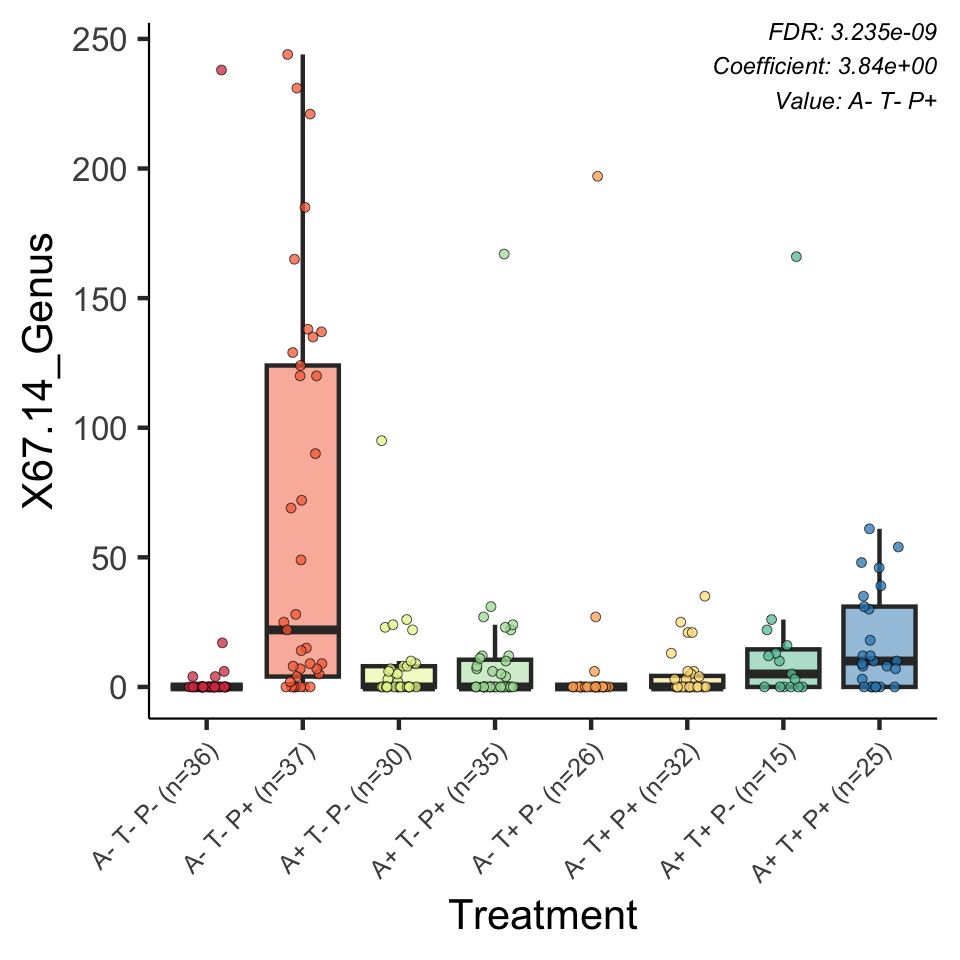 FDR: 3.235e-09
Coefficient: 3.84e+00
Value: A- T- P+
X67.14_Genus
250
200
150
100
50
0
A- T- P- (n=36)
A- T- P+ (n=37)
A+ T- P- (n=30)
A+ T- P+ (n=35)
A- T+ P- (n=26)
A- T+ P+ (n=32)
A+ T+ P- (n=15)
A+ T+ P+ (n=25)
Treatment